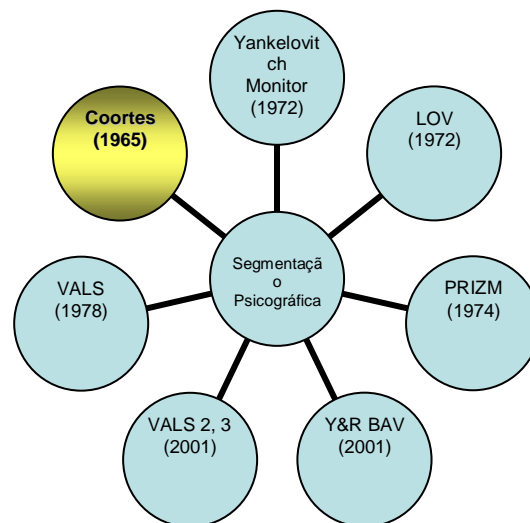 Yankelovit
ch
Monitor
(1972)
Coortes
(1965)
LOV
(1972)
Segmentaçã
o
Psicográfica
VALS
(1978)
PRIZM
(1974)
VALS 2, 3
(2001)
Y&R BAV
(2001)